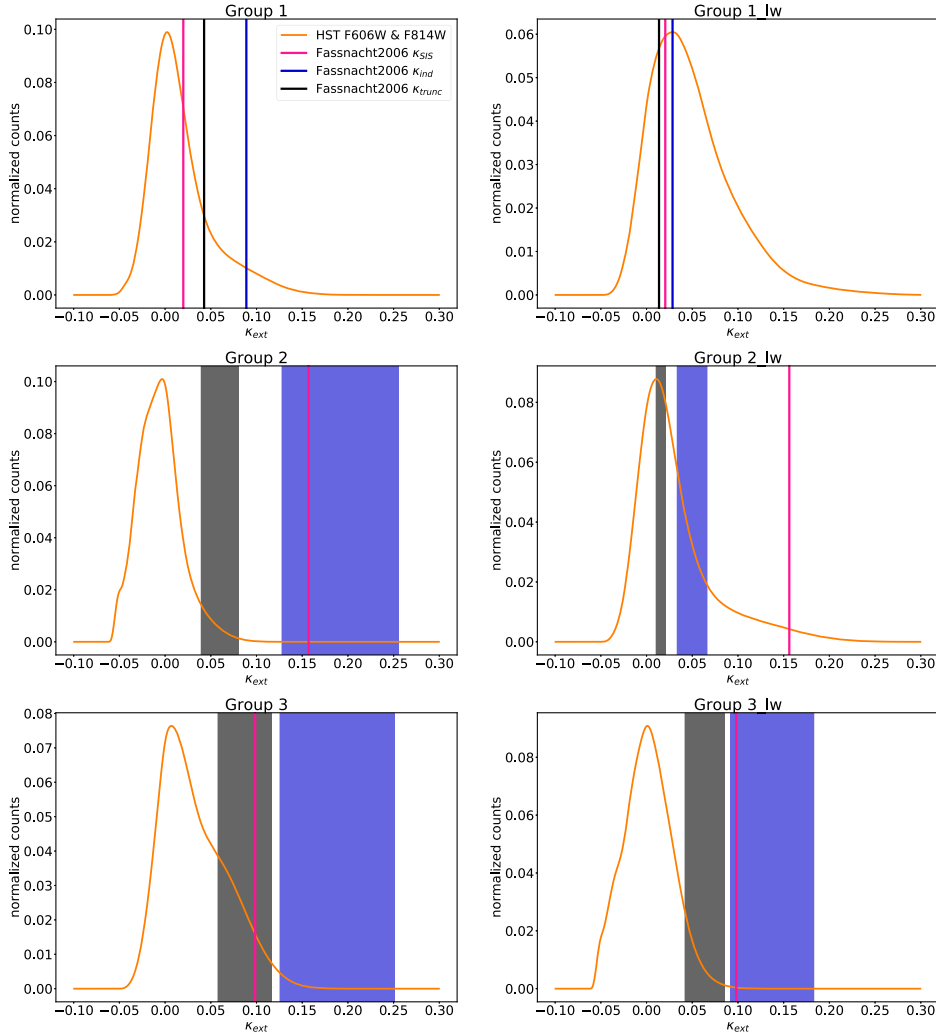 Group 1
0.10
0.08
0.06
0.04
0.02
0.00
normalized counts
HST F606W & F814W
Fassnacht2006 κSIS
Fassnacht2006 κind
Fassnacht2006 κtrunc
−0.10 −0.05 0.00 0.05 0.10 0.15 0.20 0.25 0.30
κext
Group 1_lw
0.06
0.05
0.04
0.03
0.02
0.01
0.00
normalized counts
−0.10 −0.05 0.00 0.05 0.10 0.15 0.20 0.25 0.30
κext
Group 2
0.10
0.08
0.06
0.04
0.02
0.00
normalized counts
−0.10 −0.05 0.00 0.05 0.10 0.15 0.20 0.25 0.30
κext
Group 2_lw
0.08
0.06
0.04
0.02
0.00
normalized counts
−0.10 −0.05 0.00 0.05 0.10 0.15 0.20 0.25 0.30
κext
Group 3
0.08
0.07
0.06
0.05
0.04
0.03
0.02
0.01
0.00
normalized counts
−0.10 −0.05 0.00 0.05 0.10 0.15 0.20 0.25 0.30
κext
Group 3_lw
0.08
0.06
0.04
0.02
0.00
normalized counts
−0.10 −0.05 0.00 0.05 0.10 0.15 0.20 0.25 0.30
κext